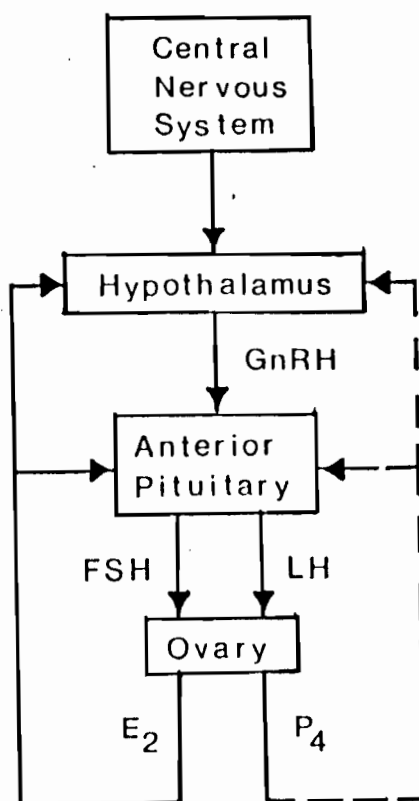 Central
Nervous
System
Hypothalamus
GnRH
Anterior
Pituitary
FSH
LH
Ovary
E₂
P₄